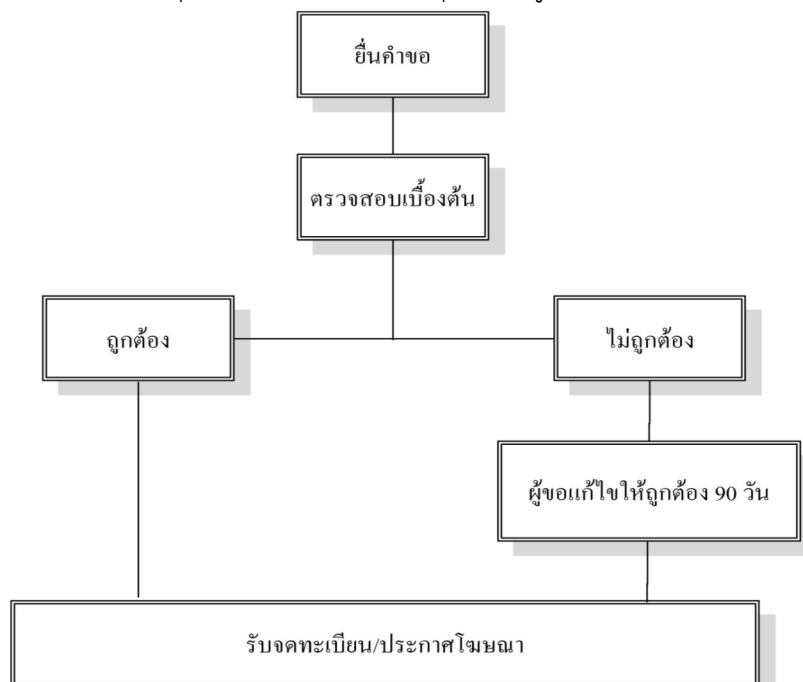 ยื่นคำขอ
ตรวจสอบเบื้องต้น
ถูกต้อง
ไม่ถูกต้อง
ผู้ขอแก้ไขให้ถูกต้อง 90 วัน
รับจดทะเบียน/ประกาศโฆษณา